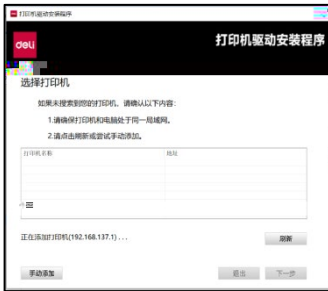 打印机驱动安装程序
deli
打印机驱动安装程序
选择打印机
如果未搜索到您的打印机，请确认以下内容：
1.请确保打印机和电脑处于同一局域网。
2.请点击刷新或尝试手动添加。
打印机名称 地址
正在添加打印机(192.168.137.1) . . .
刷新
手动添加 退出 下一步